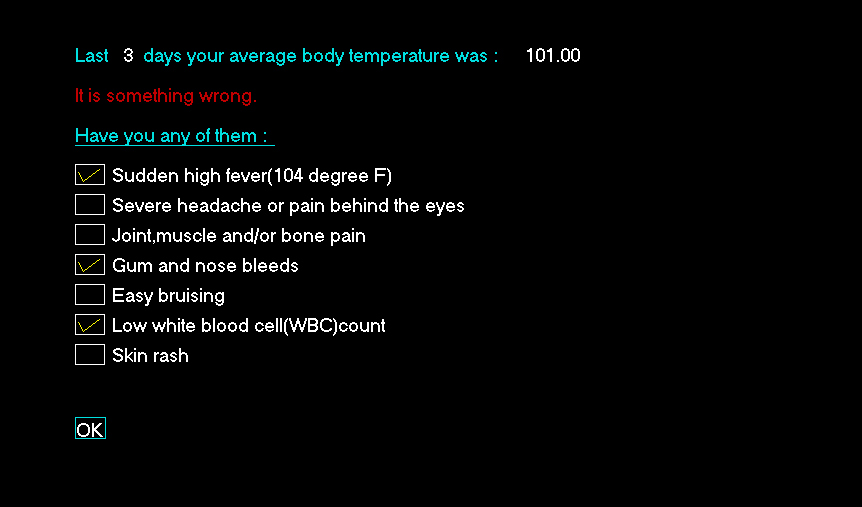 Last 3 days your average body temperature was : 101.00
It is something wrong.
Have you any of them :
Sudden high fever(104 degree F)
Severe headache or pain behind the eyes
Joint,muscle and/or bone pain
Gum and nose bleeds
Easy bruising
Low white blood cell(WBC)count
Skin rash
OK